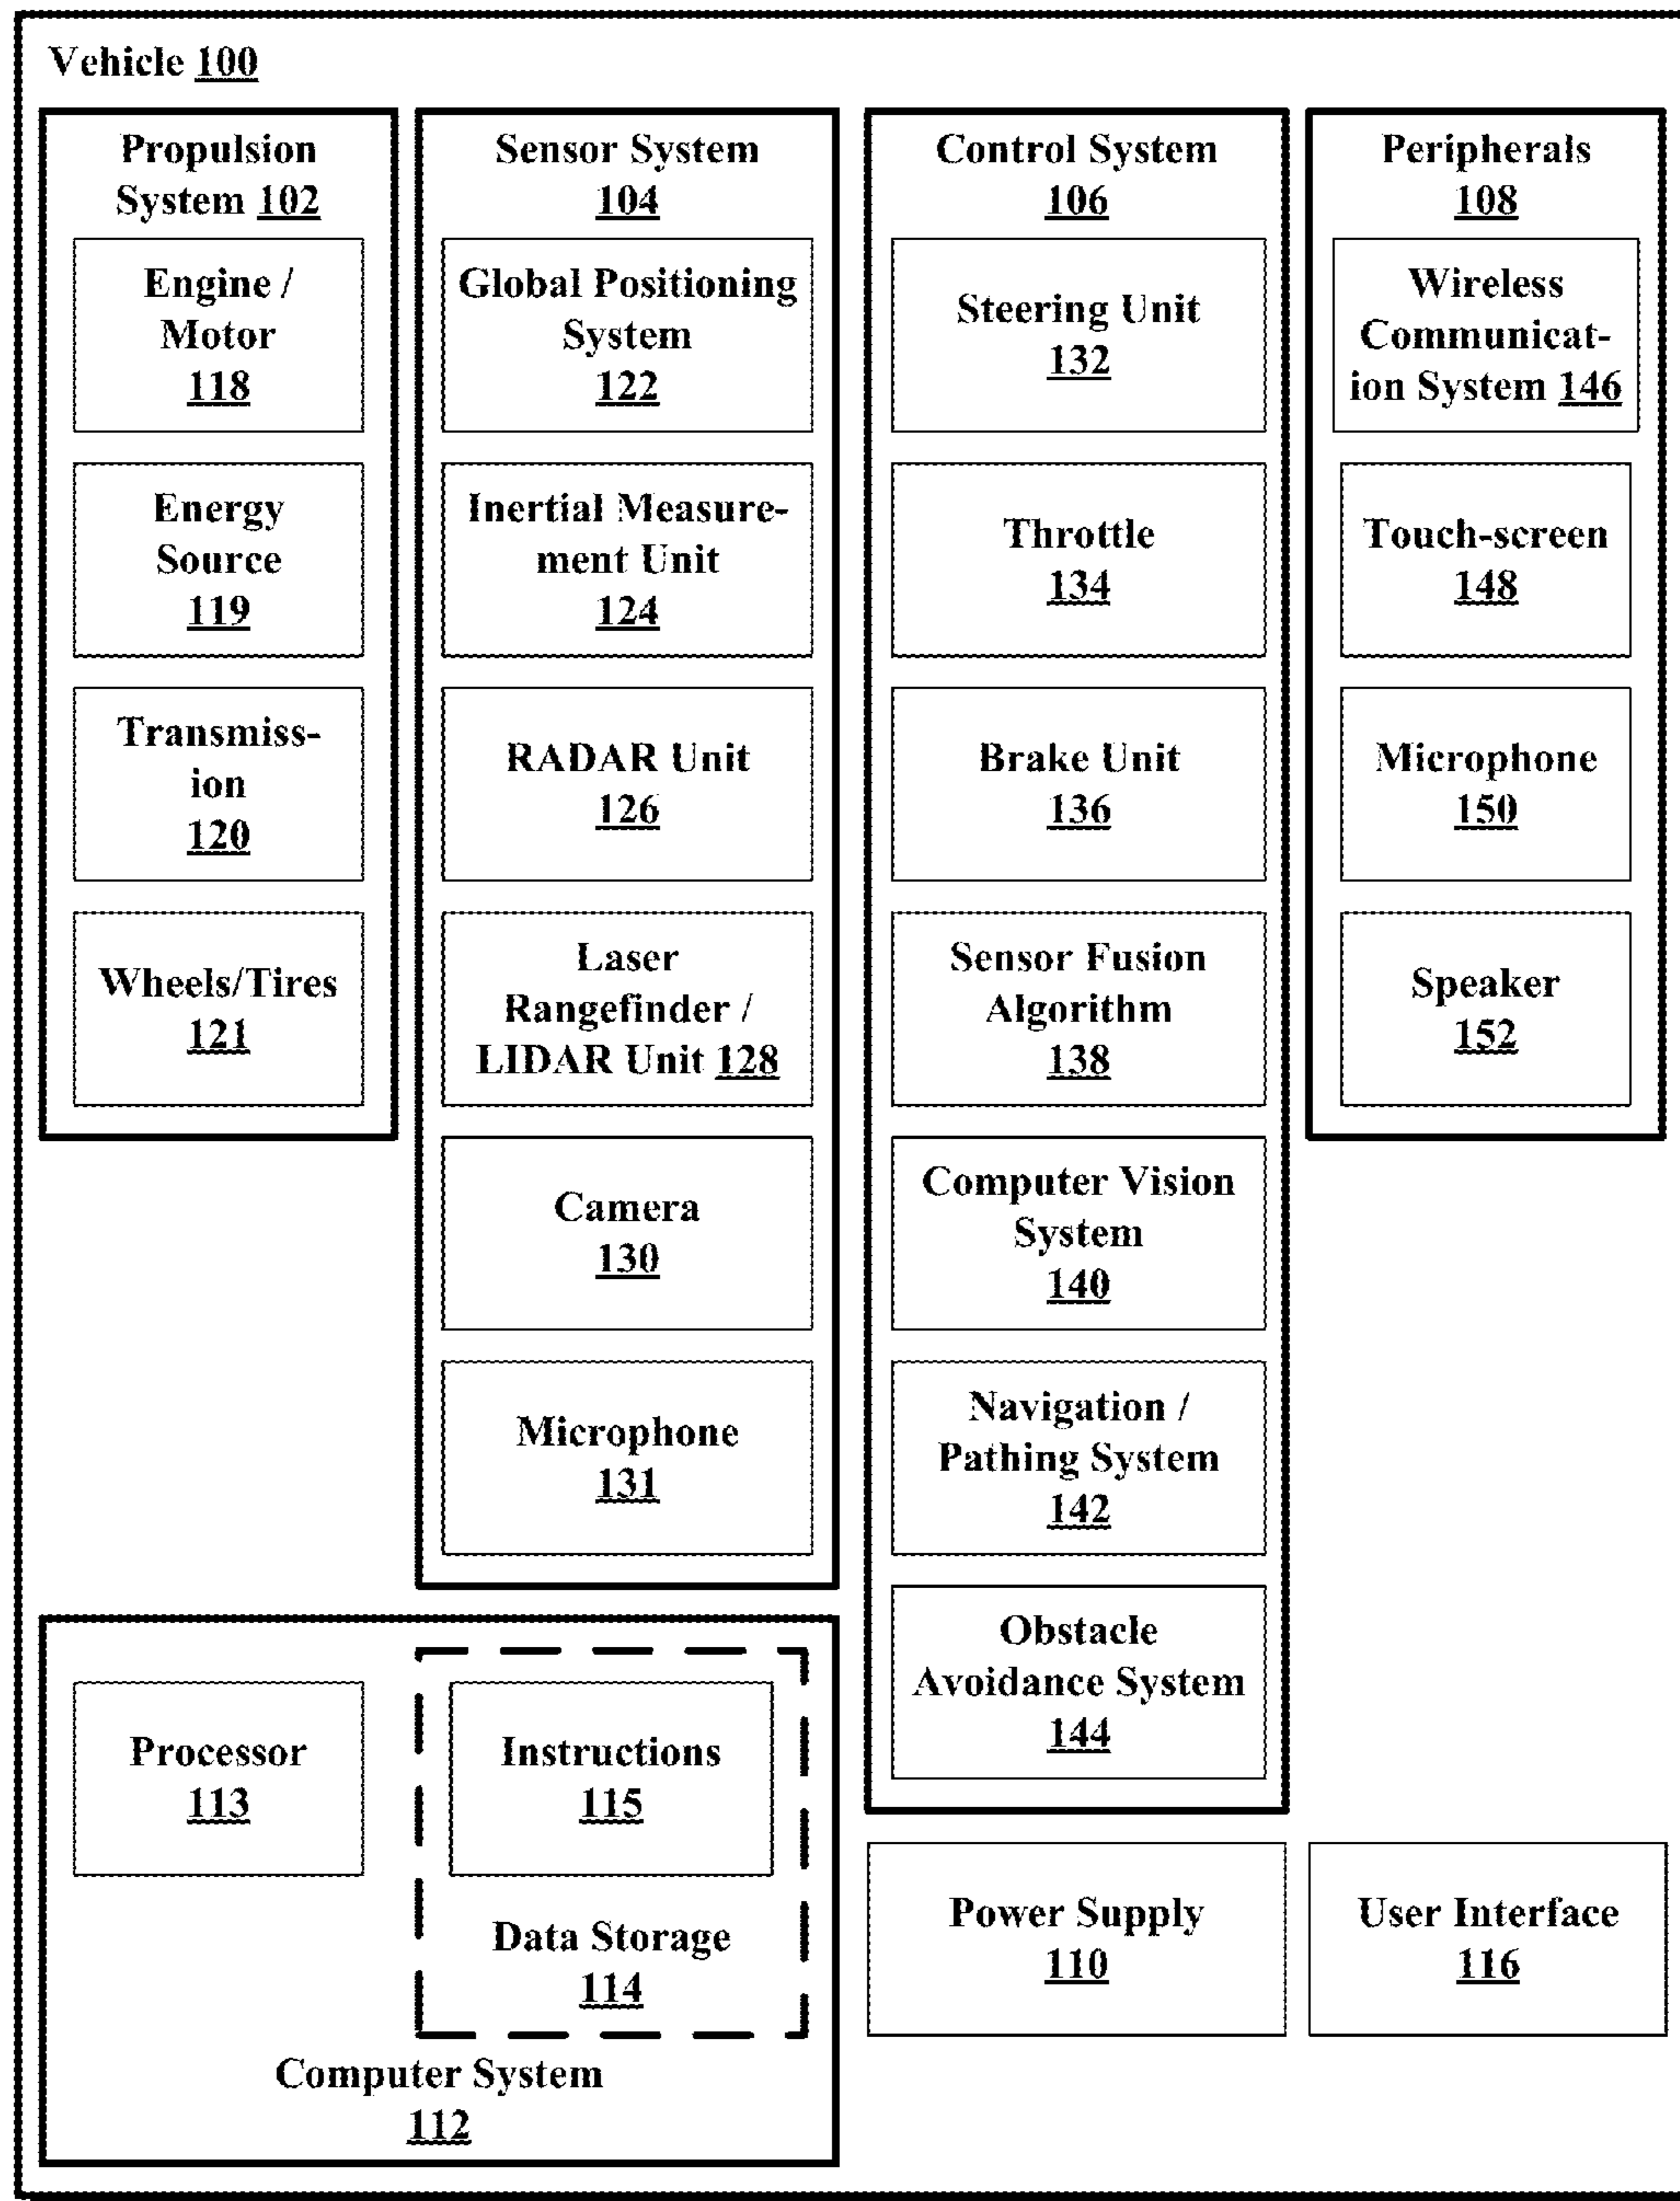 Vehicle 100
Propulsion
System 102
Engine /
Motor
118
Energy
Source
119
Transmiss-
ion
120
Wheels/Tires
121
Sensor System
104
Global Positioning
System
122
Inertial Measure-
ment Unit
124
RADAR Unit
126
Laser
Rangefinder /
LIDAR Unit 128
Camera
130
Microphone
131
Control System
106
Steering Unit
132
Throttle
134
Brake Unit
136
Sensor Fusion
Algorithm
138
Computer Vision
System
140
Navigation /
Pathing System
142
Obstacle
Avoidance System
144
Peripherals
108
Wireless
Communicat-
ion System 146
Touch-screen
148
Microphone
150
Speaker
152
Processor
113
Instructions
115
Data Storage
114
Computer System
112
Power Supply
110
User Interface
116